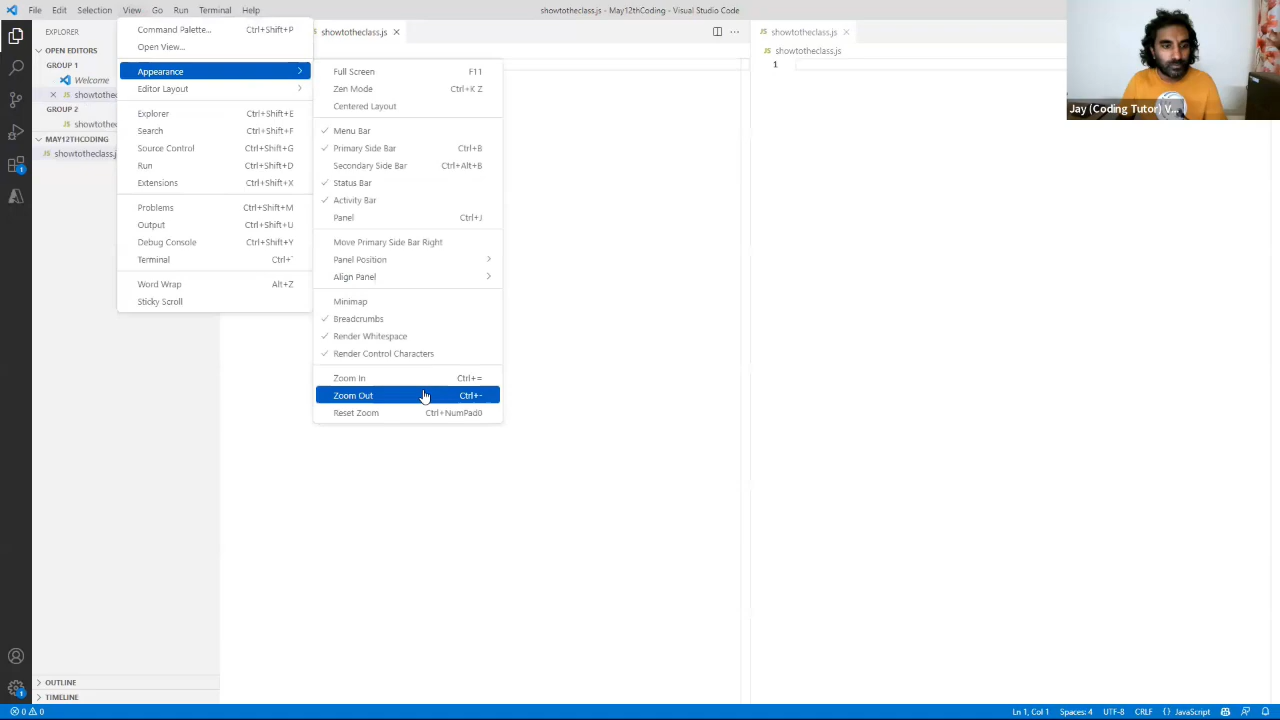 File Edit Selection View Go Run Terminal Help
showtotheclass.js - May12thCoding - Visual Studio Code
EXPLORER
OPEN EDITORS
GROUP 1
Welcome
showtothec
GROUP 2
showtothec
MAY12THCODING
showtotheclass.j
OUTLINE
TIMELINE
Command Palette... Ctrl+Shift+P
Open View...
Appearance
Editor Layout
Explorer Ctrl+Shift+E
Search Ctrl+Shift+F
Source Control Ctrl+Shift+G
Run Ctrl+Shift+D
Extensions Ctrl+Shift+X
Problems Ctrl+Shift+M
Output Ctrl+Shift+U
Debug Console Ctrl+Shift+Y
Terminal Ctrl+`
Word Wrap Alt+Z
Sticky Scroll
Full Screen F11
Zen Mode Ctrl+K Z
Centered Layout
Menu Bar
Primary Side Bar Ctrl+B
Secondary Side Bar Ctrl+Alt+B
Status Bar
Activity Bar
Panel Ctrl+J
Move Primary Side Bar Right
Panel Position
Align Panel
Minimap
Breadcrumbs
Render Whitespace
Render Control Characters
Zoom In Ctrl+=
Zoom Out Ctrl+-
Reset Zoom Ctrl+NumPad0
showtotheclass.js
JS showtotheclass.js
JS showtotheclass.js
1
Jay (Coding Tutor) V...
0 0
Ln 1, Col 1 Spaces: 4 UTF-8 CRLF {} JavaScript